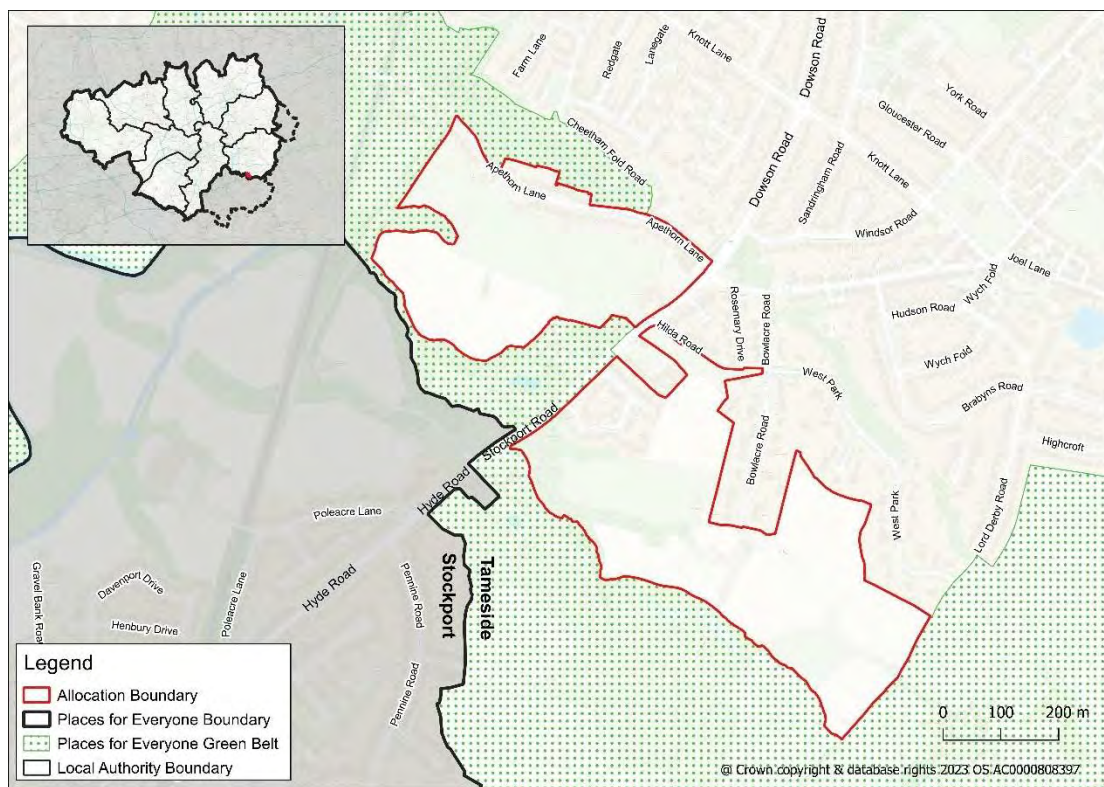 Farm Lane
Redgate
Lanegate
Knott Lane
Dowson Road
York Road
Gloucester Road
Cheetham Fold Road
Knott Lane
Dowson Road
Sandringham Road
Apethorn Lane
Windsor Road
Apethorn Lane
Joel Lane
Wych Fold
Hudson Road
Rosemary Drive
Bowlacre Road
Hilda Road
West Park
Wych Fold
Brabyns Road
Highcroft
Stockport Road
Bowlacre Road
Hyde Road
West Park
Lord Derby Road
Poleacre Lane
Tameside
Stockport
Hyde Road
Pennine Road
Gravel Bank Road
Davenport Drive
Poleacre Lane
Henbury Drive
Pennine Road
Legend
Allocation Boundary
Places for Everyone Boundary
Places for Everyone Green Belt
Local Authority Boundary
0 100 200 m
@ Crown copyright & database rights 2023 OS AC0000808397